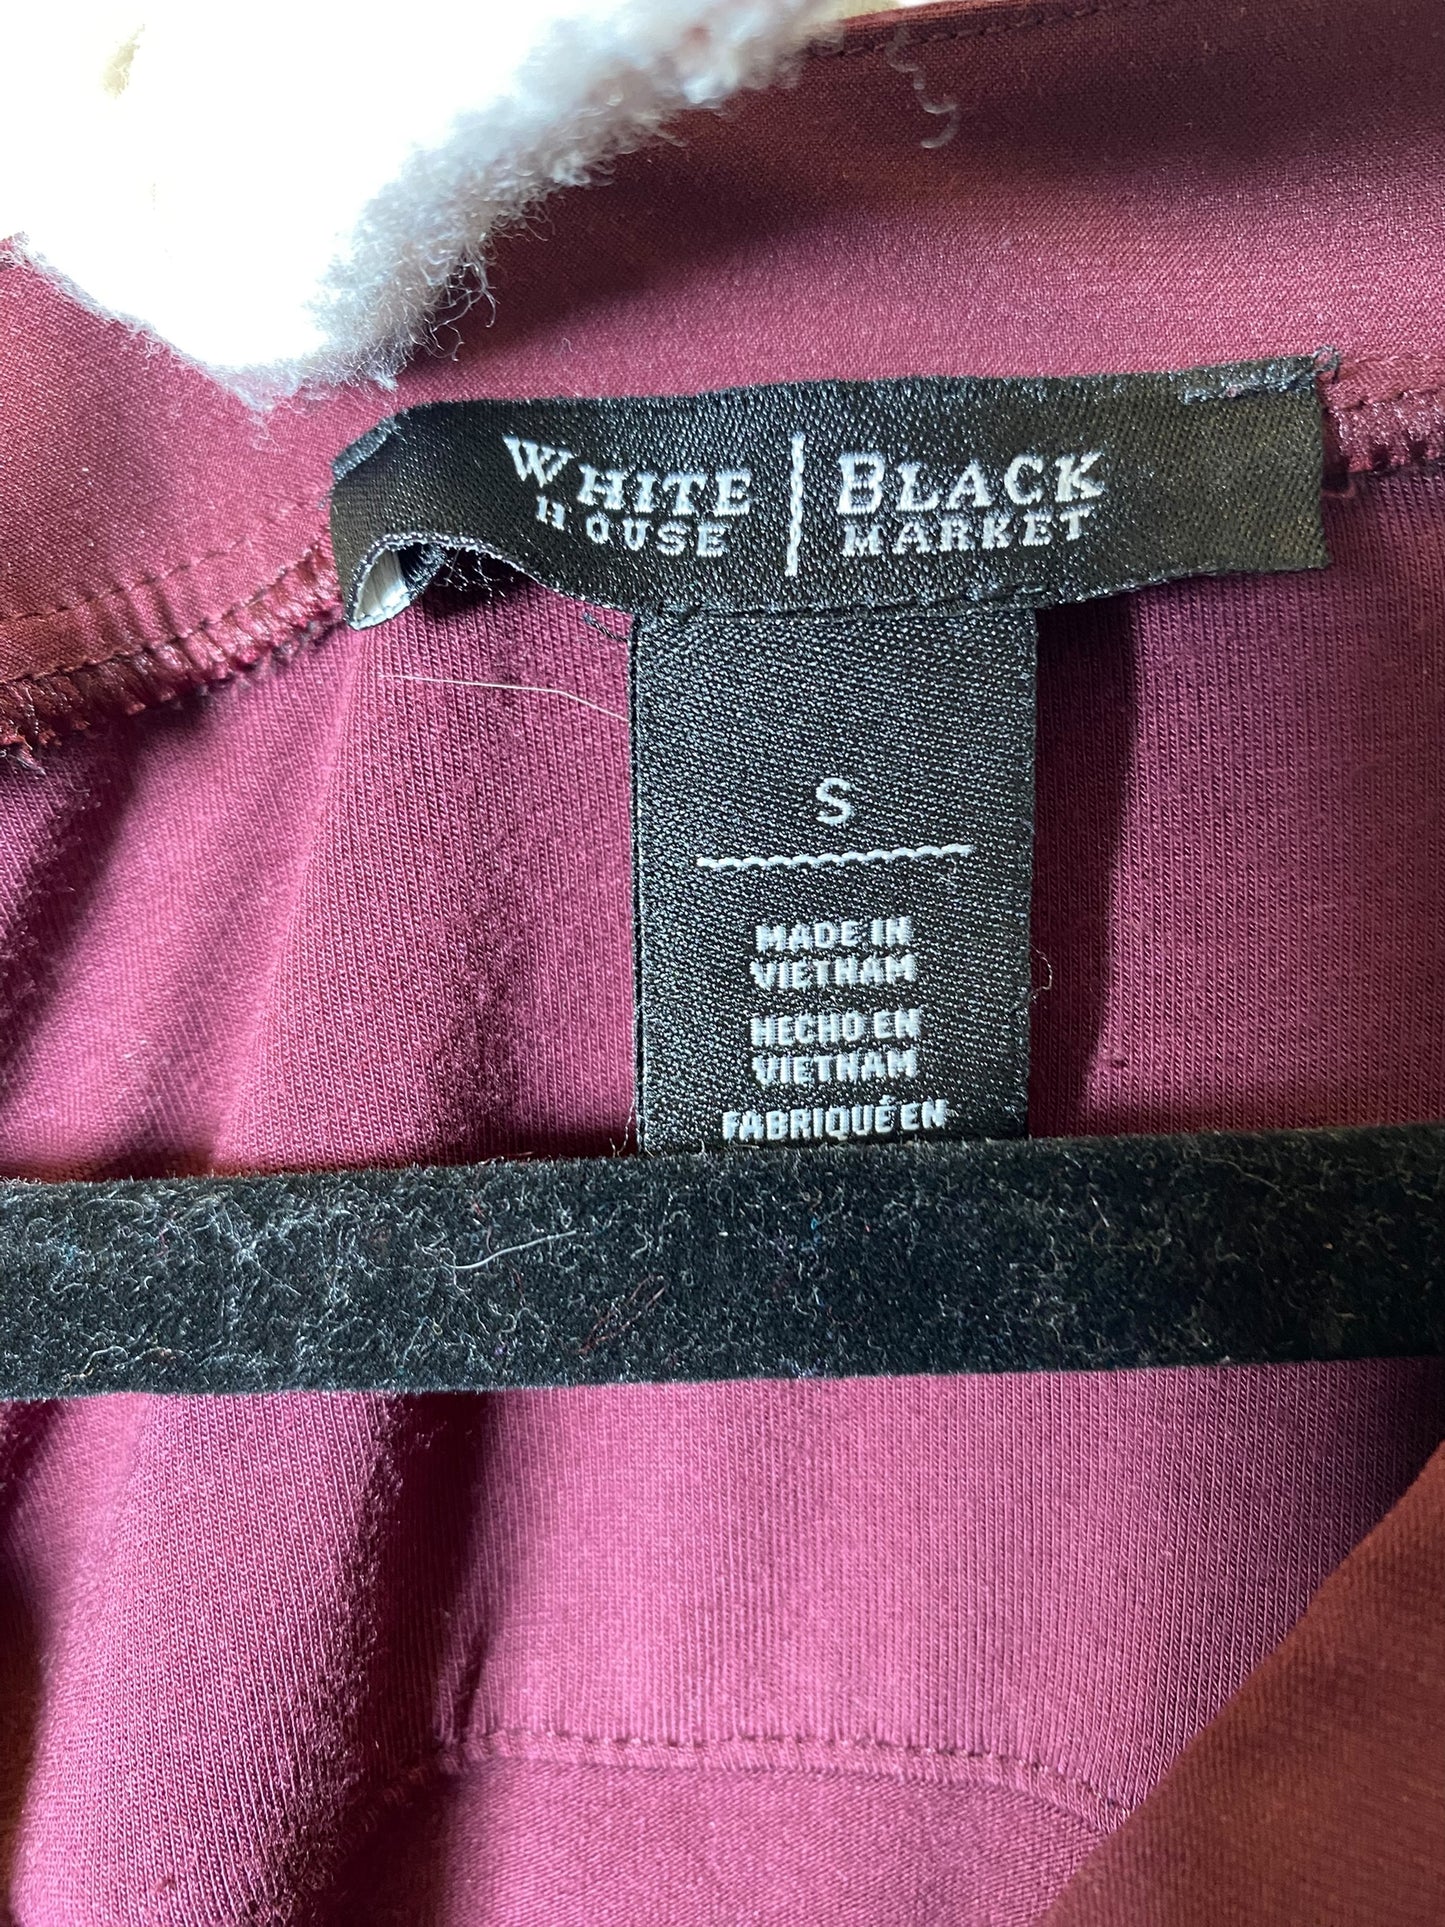 WHITE | BLACK
HOUSE | MARKET
S
MADE IN
VIETNAM
HECHO EN
VIETNAM
FABRIQUÉ EN